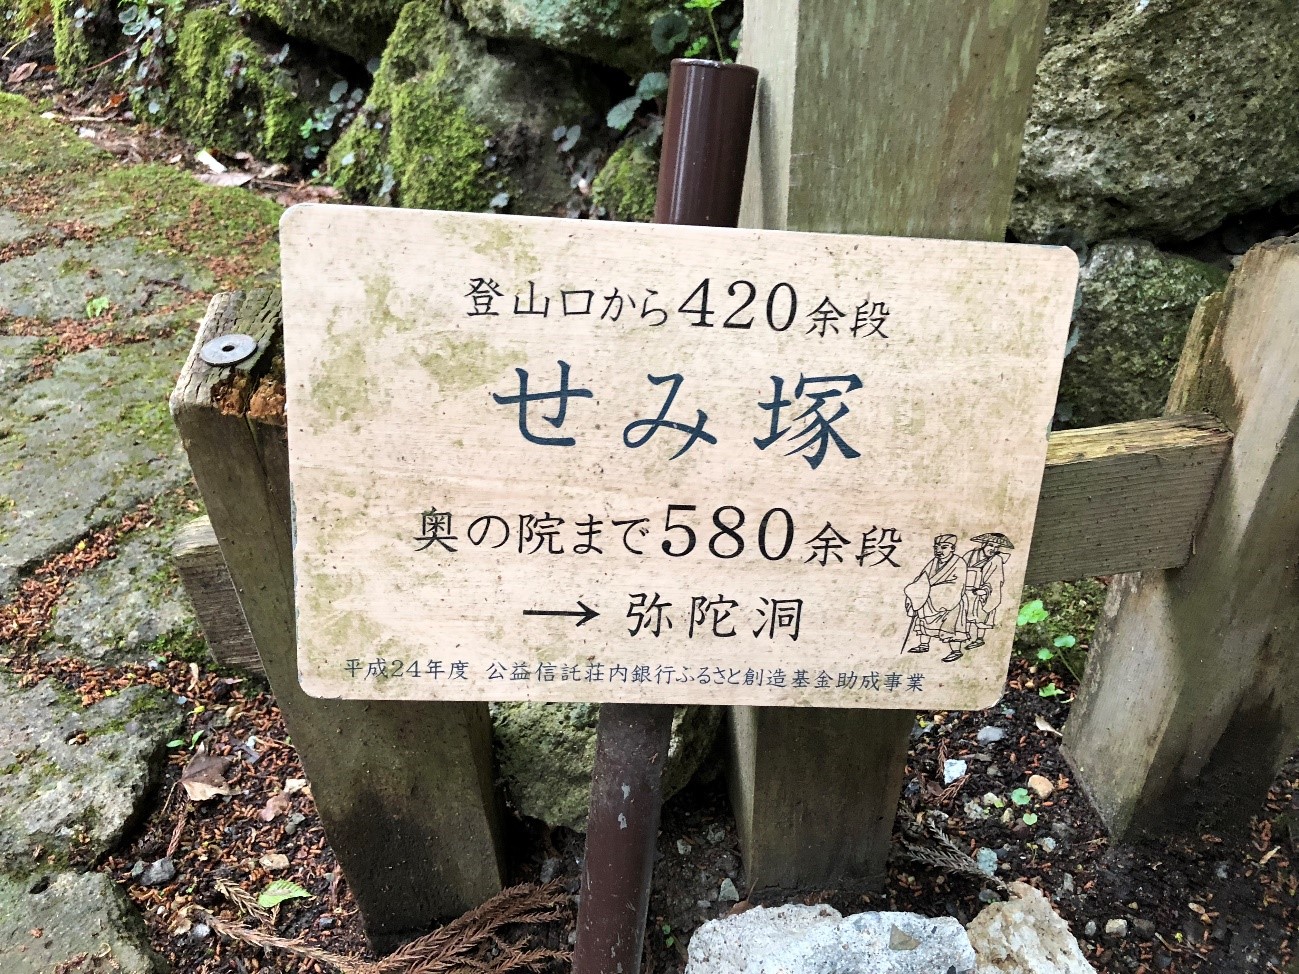 登山口から420余段
せみ塚
奥の院まで580余段
→ 弥陀洞
平成24年度 公益信託荘内銀行ふるさと創造基金助成事業